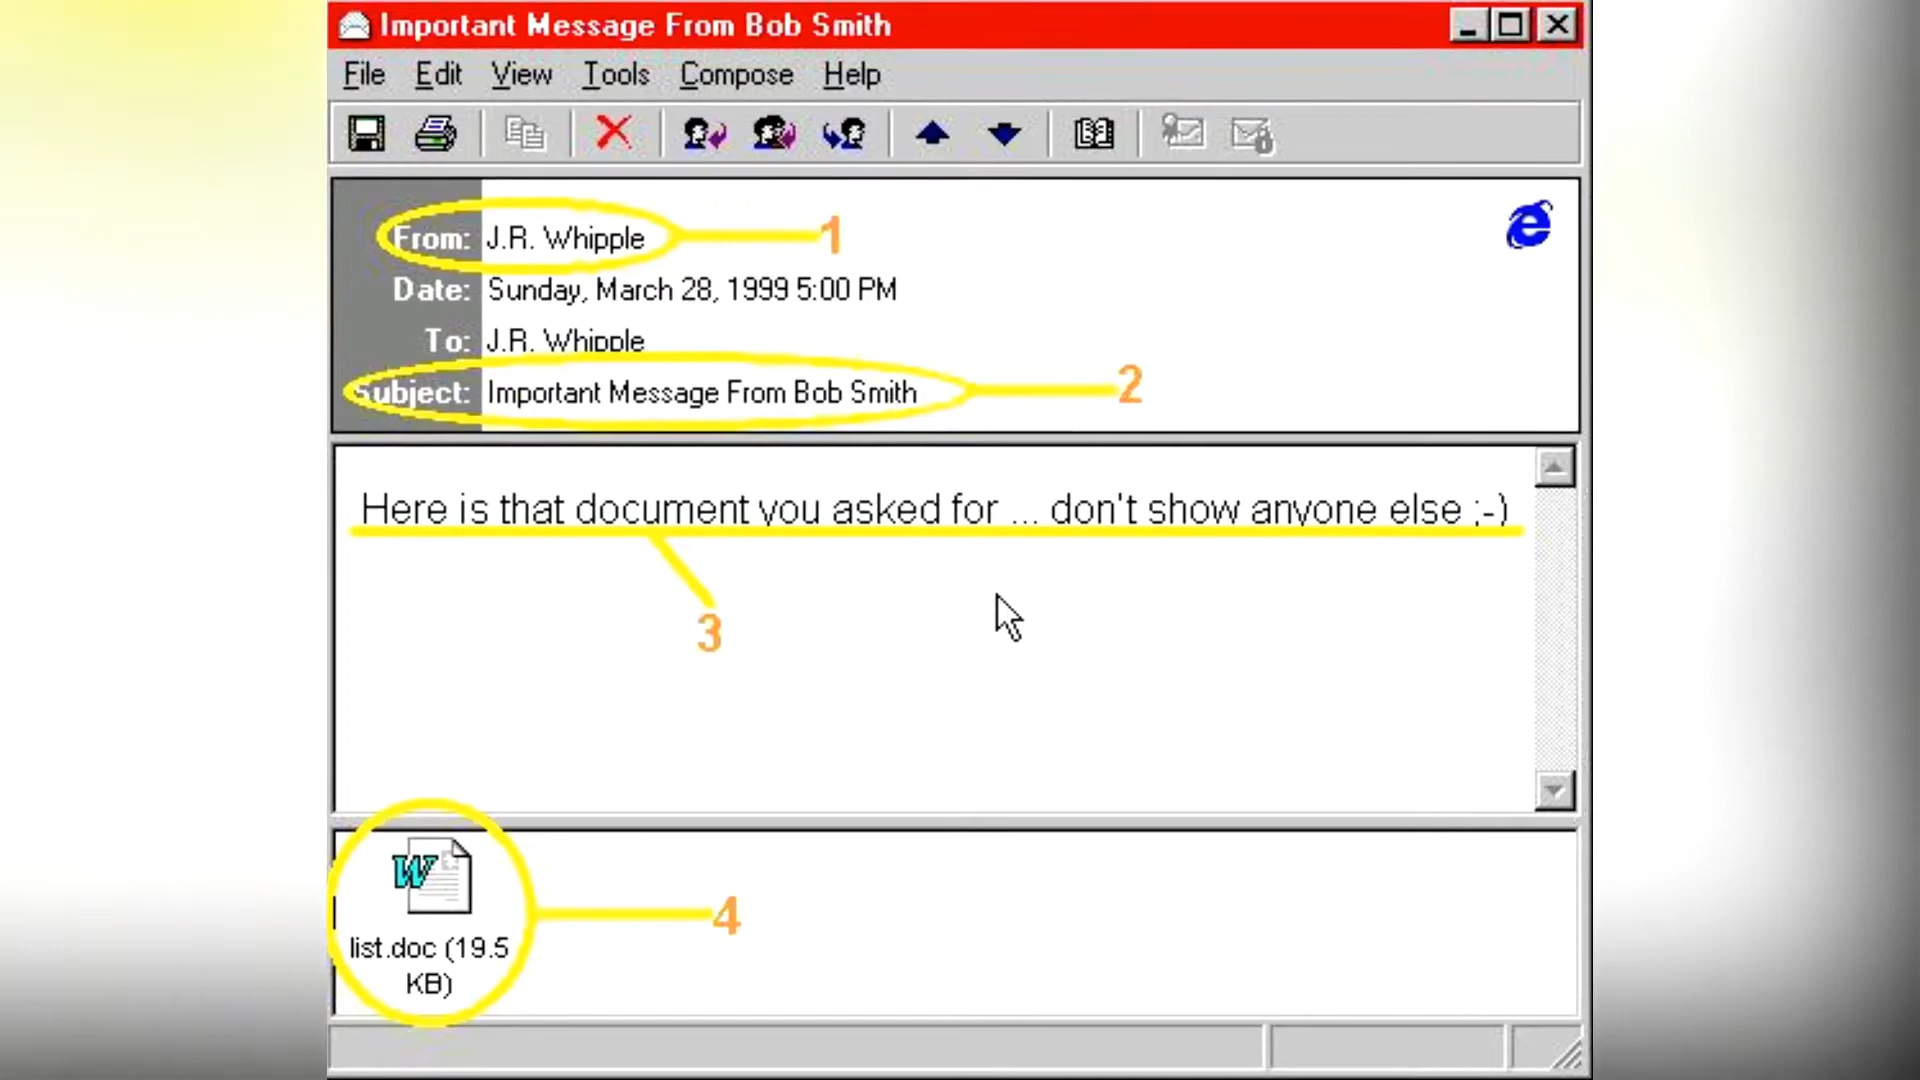 Important Message From Bob Smith
File Edit View Tools Compose Help
From: J.R. Whipple 1
Date: Sunday, March 28, 1999 5:00 PM
To: J.R. Whipple
Subject: Important Message From Bob Smith 2
Here is that document you asked for ... don't show anyone else ;-)
3
W
4
list.doc (19.5
KB)